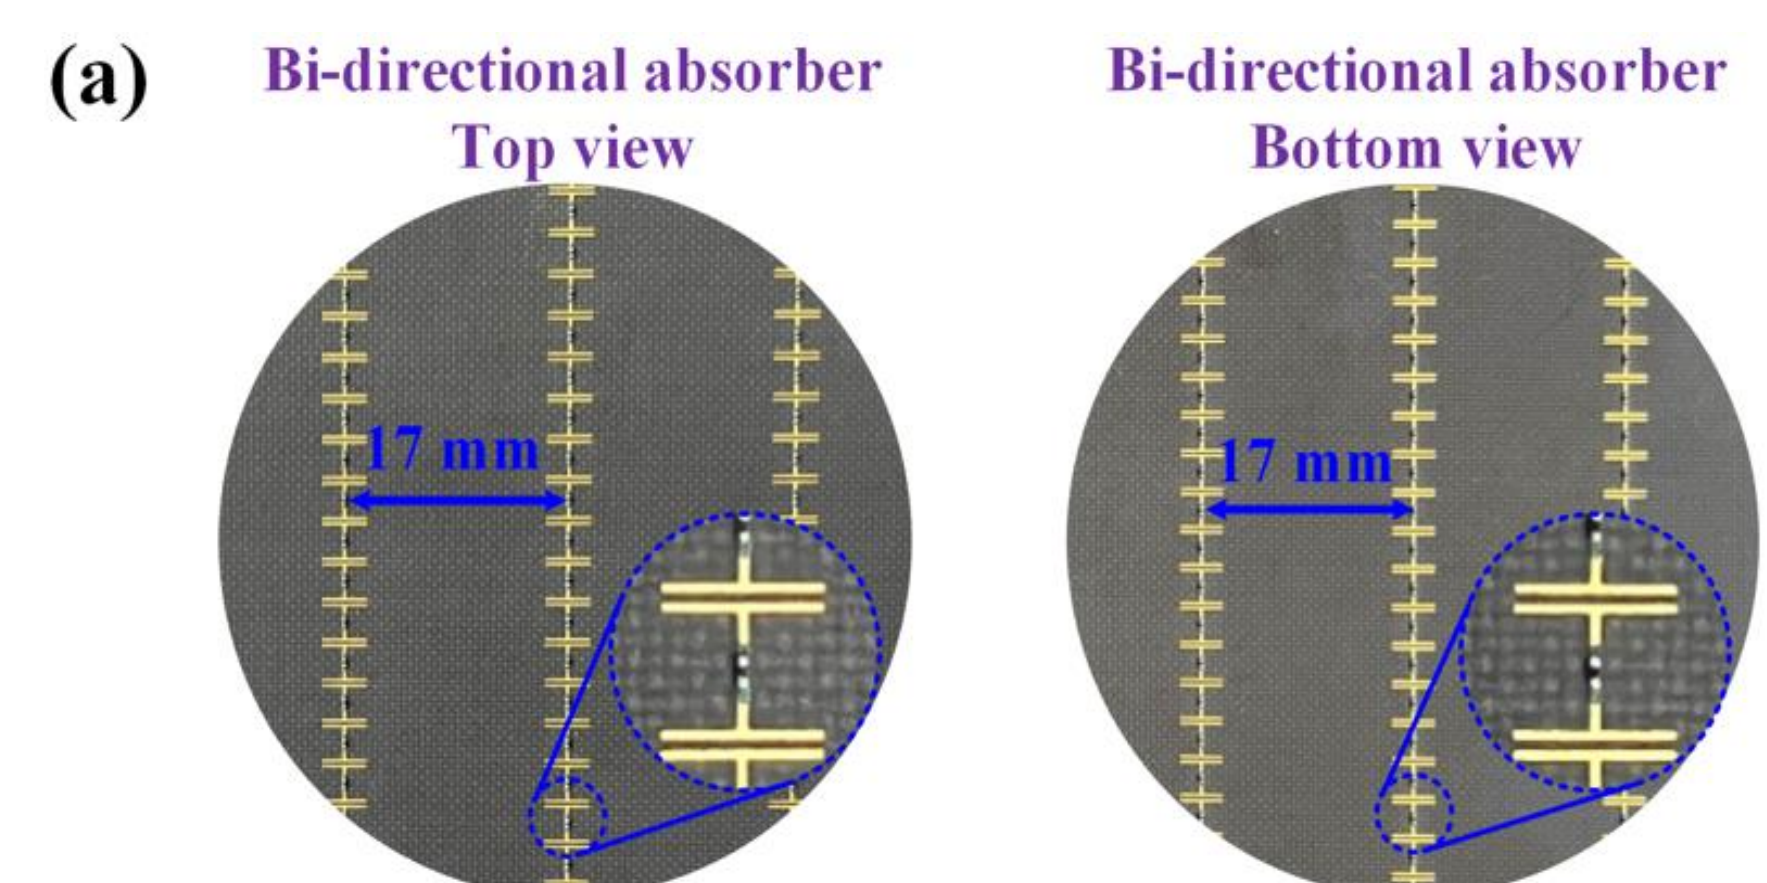 (a)
Bi-directional absorber
Top view
Bi-directional absorber
Bottom view
17 mm
17 mm